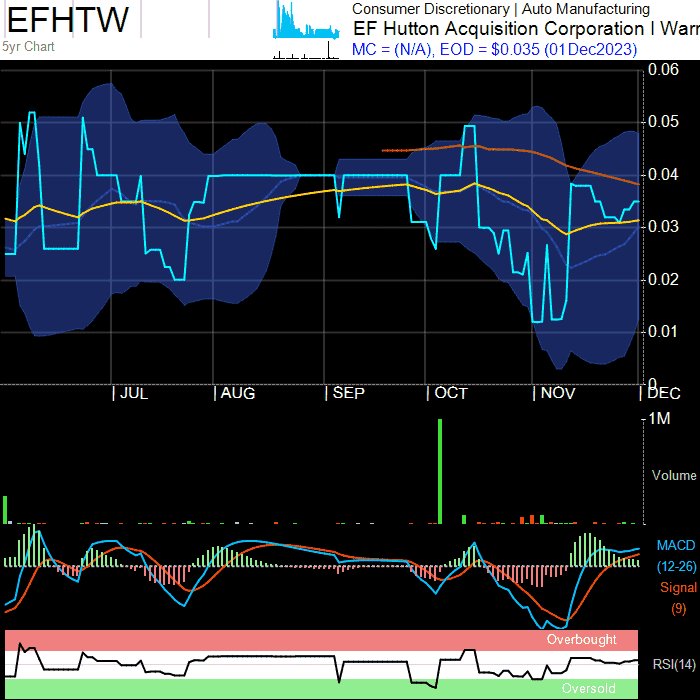 EFHTW
5yr Chart
Consumer Discretionary | Auto Manufacturing
EF Hutton Acquisition Corporation I Warr
MC = (N/A), EOD = $0.035 (01Dec2023)
0.06
0.05
0.04
0.03
0.02
0.01
0
| JUL | AUG | SEP | OCT | NOV | DEC
1M
Volume
MACD
(12-26)
Signal
(9)
Overbought
RSI(14)
Oversold